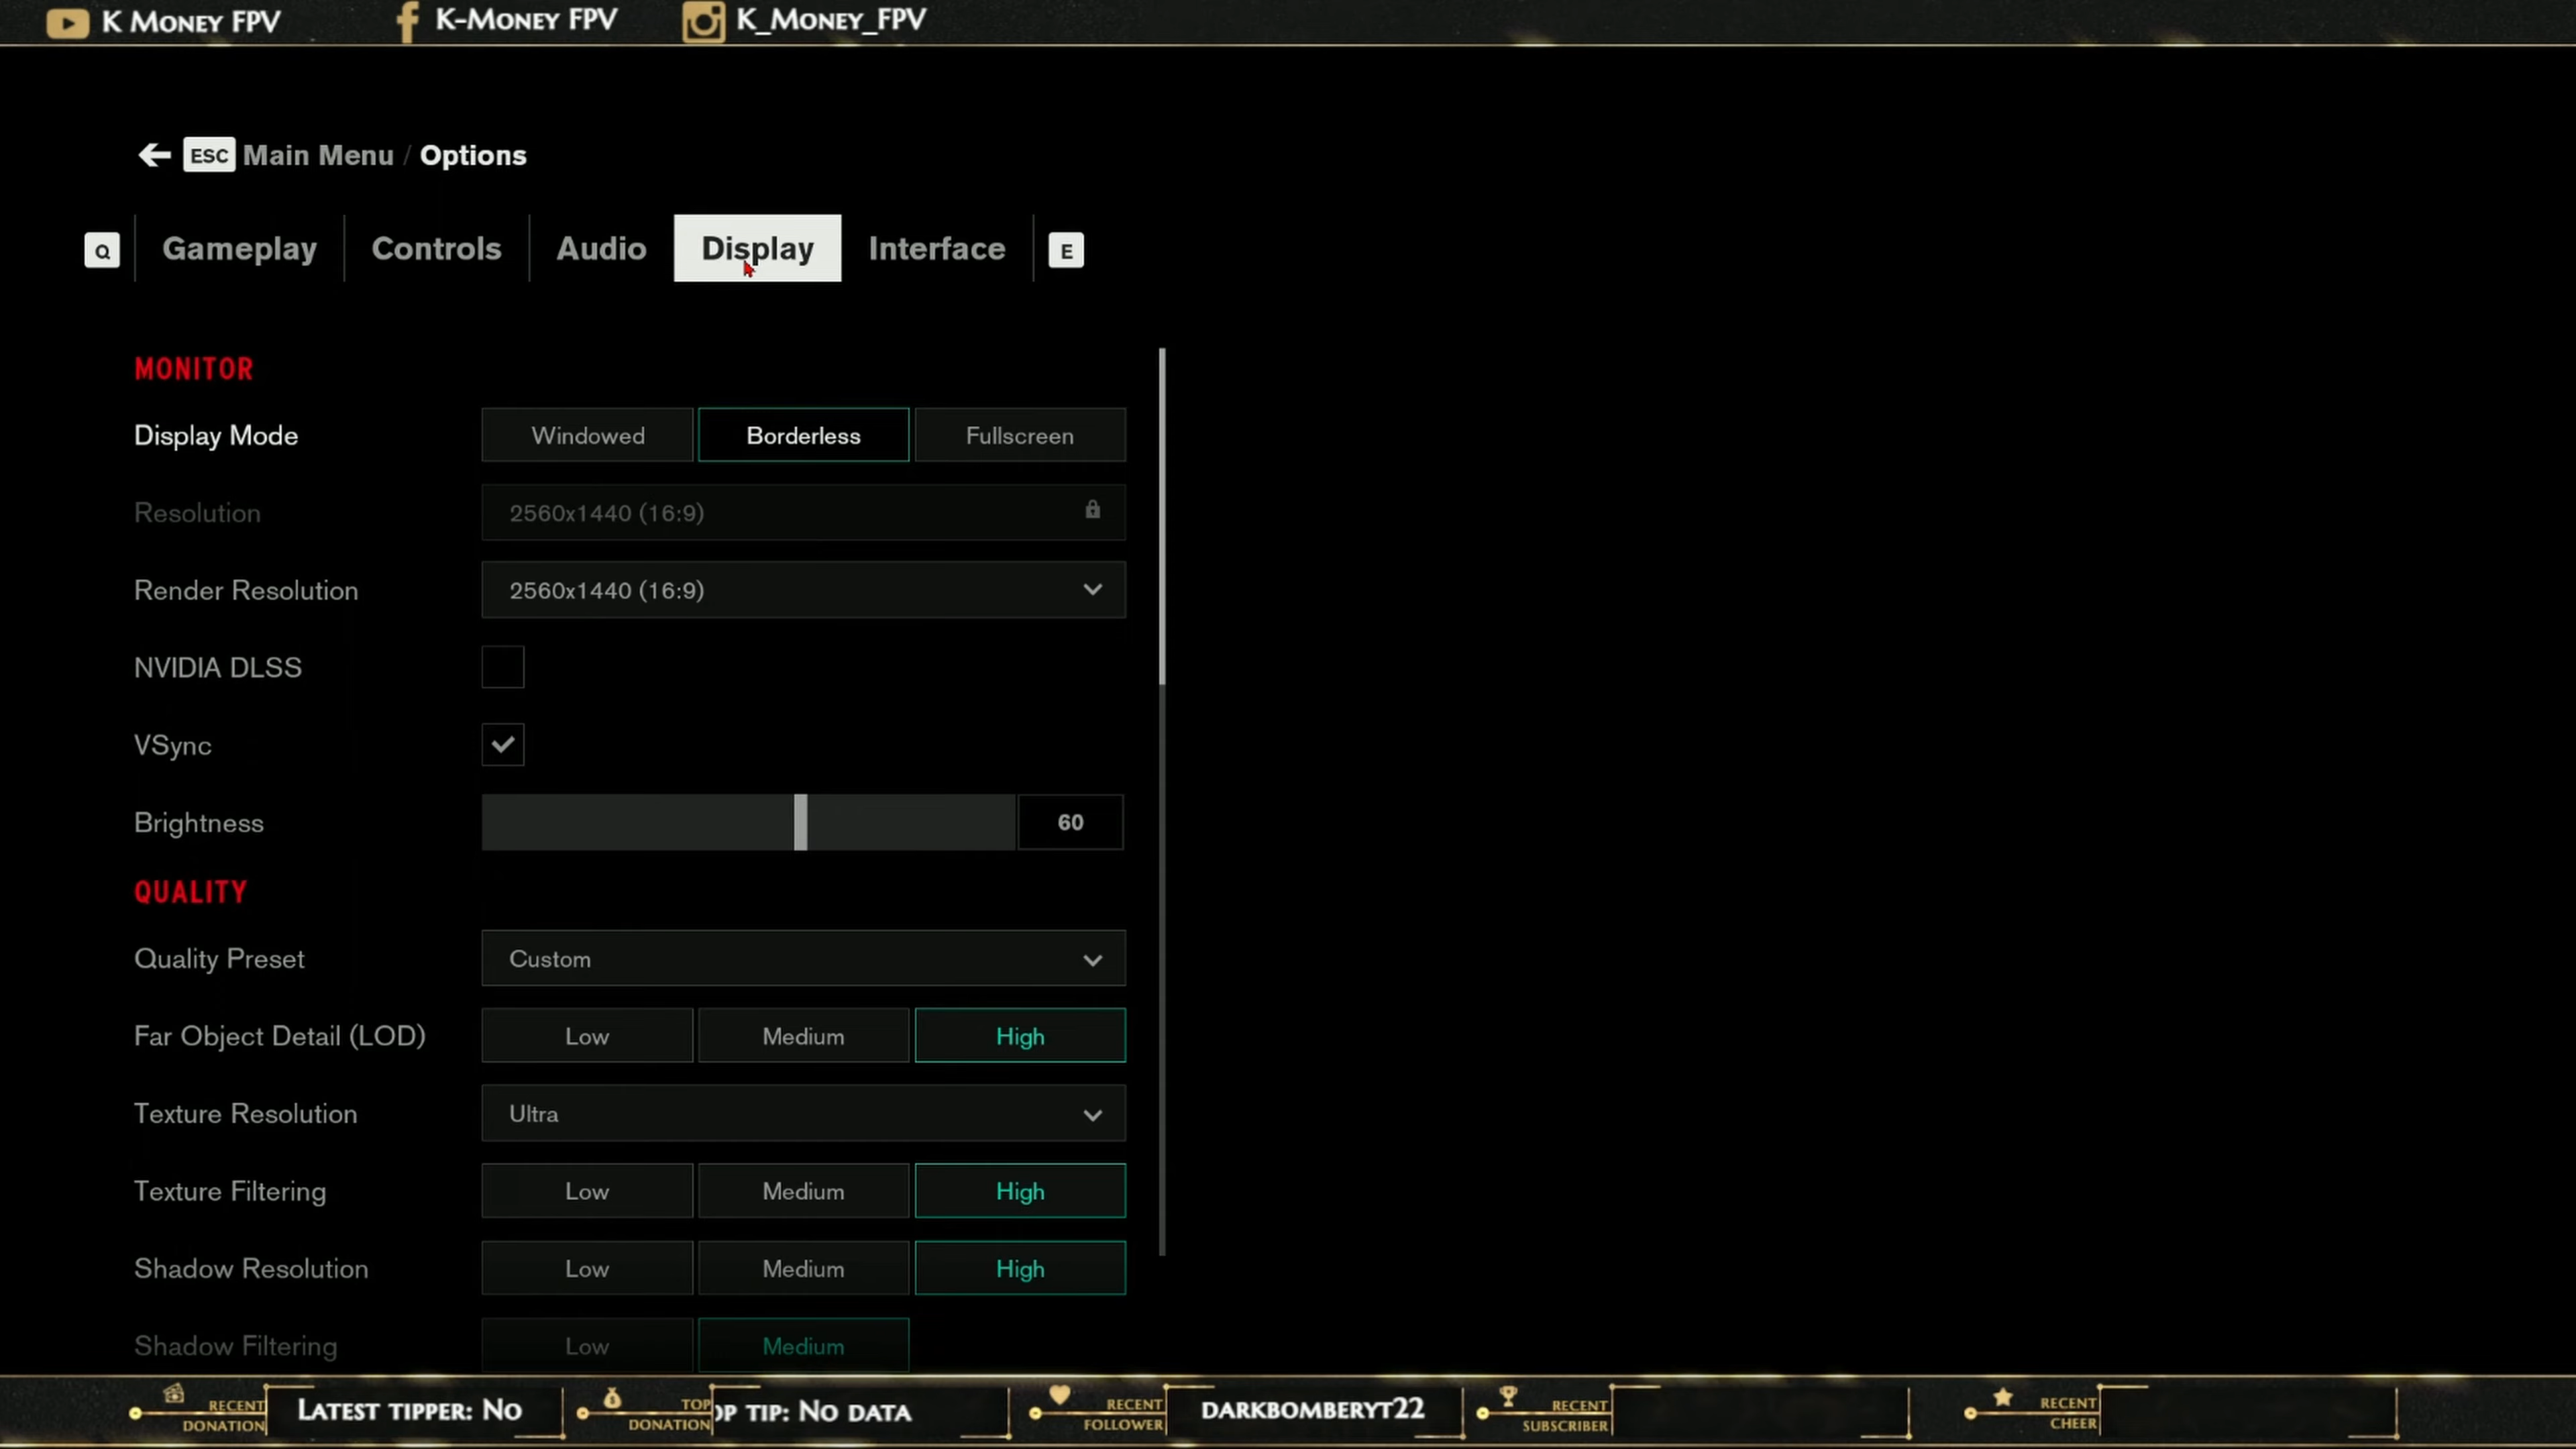 K Money FPV
K-Money FPV
K_Money_FPV
ESC Main Menu / Options
Q Gameplay Controls Audio Display Interface E
MONITOR
Display Mode Windowed Borderless Fullscreen
Resolution 2560x1440 (16:9)
Render Resolution 2560x1440 (16:9)
NVIDIA DLSS
VSync
Brightness 60
QUALITY
Quality Preset Custom
Far Object Detail (LOD) Low Medium High
Texture Resolution Ultra
Texture Filtering Low Medium High
Shadow Resolution Low Medium High
Shadow Filtering Low Medium
RECENT DONATION
Latest tipper: No
TOP DONATION
op tip: No data
RECENT FOLLOWER
darkbomberyt22
RECENT SUBSCRIBER
RECENT CHEER